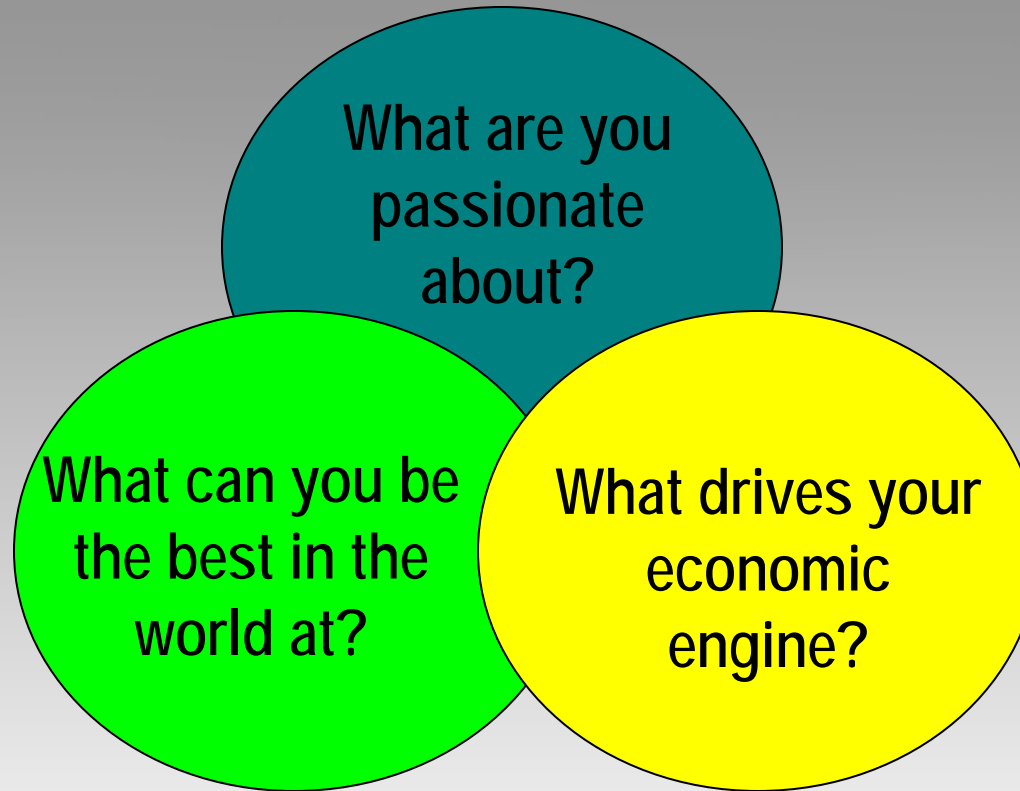 What are you
passionate
about?
What can you be
the best in the
world at?
What drives your
economic
engine?